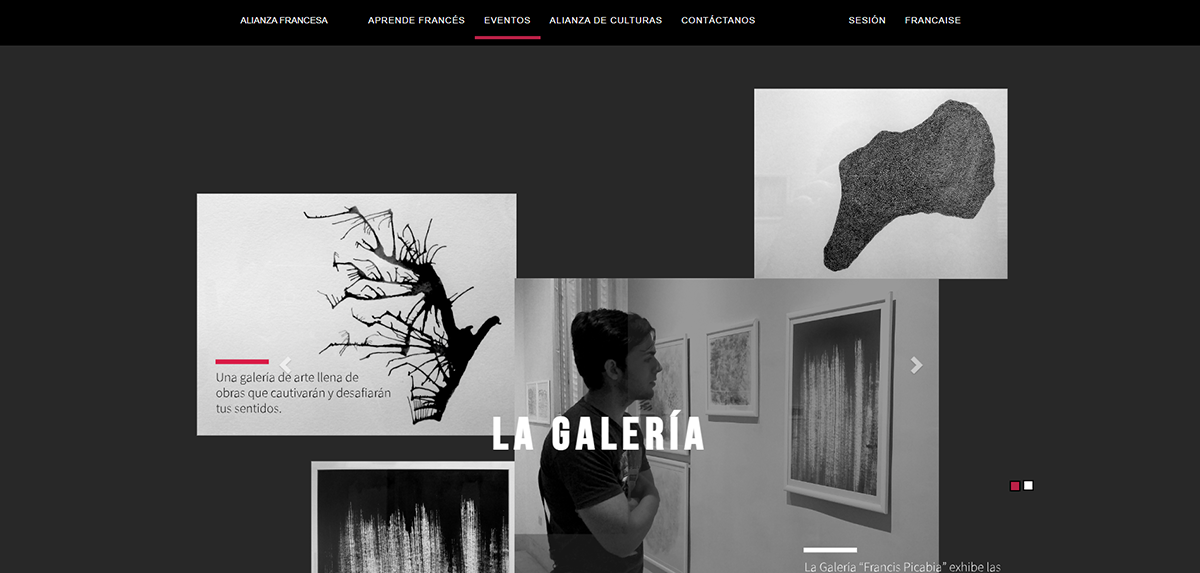 ALIANZA FRANCESA APRENDE FRANCÉS EVENTOS ALIANZA DE CULTURAS CONTÁCTANOS SESIÓN FRANCAISE
Una galería de arte llena de
obras que cautivarán y desafiarán
tus sentidos.
LA GALERÍA
La Galería “Francis Picabia” exhibe las